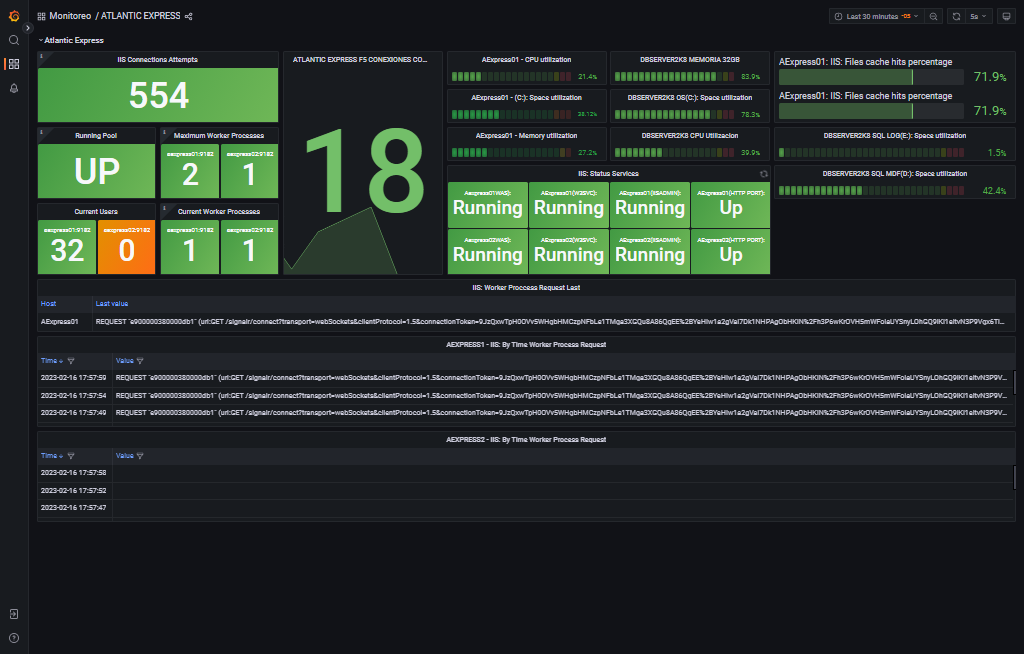 Monitoreo / ATLANTIC EXPRESS
Last 30 minutes -05
5s
Atlantic Express
IIS Connections Attempts
554
Running Pool
UP
Maximum Worker Processes
aexpress01:9182
2
aexpress02:9182
1
Current Users
aexpress01:9182
32
aexpress02:9182
0
Current Worker Processes
aexpress01:9182
1
aexpress02:9182
1
ATLANTIC EXPRESS F5 CONEXIONES CO...
18
AExpress01 - CPU utilization
21.4%
AExpress01 - (C:): Space utilization
38.12%
AExpress01 - Memory utilization
27.2%
DBSERVER2K8 MEMORIA 32GB
83.9%
DBSERVER2K8 OS(C:): Space utilization
78.3%
DBSERVER2K8 CPU Utilizacion
39.9%
AExpress01: IIS: Files cache hits percentage
71.9%
AExpress01: IIS: Files cache hits percentage
71.9%
DBSERVER2K8 SQL LOG(E:): Space utilization
1.5%
DBSERVER2K8 SQL MDF(D:): Space utilization
42.4%
IIS: Status Services
AExpress01(WAS):
Running
AExpress01(W3SVC):
Running
AExpress01(IISADMIN):
Running
AExpress01(HTTP PORT):
Up
AExpress02(WAS):
Running
AExpress02(W3SVC):
Running
AExpress02(IISADMIN):
Running
AExpress02(HTTP PORT):
Up
IIS: Worker Proccess Request Last
Host
Last value
AExpress01
REQUEST "e900000380000db1" (url:GET /signalr/connect?transport=webSockets&clientProtocol=1.5&connectionToken=
AEXPRESS1 - IIS: By Time Worker Process Request
Time
Value
2023-02-16 17:57:59
REQUEST "e900000380000db1" (url:GET /signalr/connect?transport=webSockets&clientProtocol=1.5&connectionToken=
2023-02-16 17:57:54
REQUEST "e900000380000db1" (url:GET /signalr/connect?transport=webSockets&clientProtocol=1.5&connectionToken=
2023-02-16 17:57:49
REQUEST "e900000380000db1" (url:GET /signalr/connect?transport=webSockets&clientProtocol=1.5&connectionToken=
AEXPRESS2 - IIS: By Time Worker Process Request
Time
Value
2023-02-16 17:57:58
2023-02-16 17:57:52
2023-02-16 17:57:47